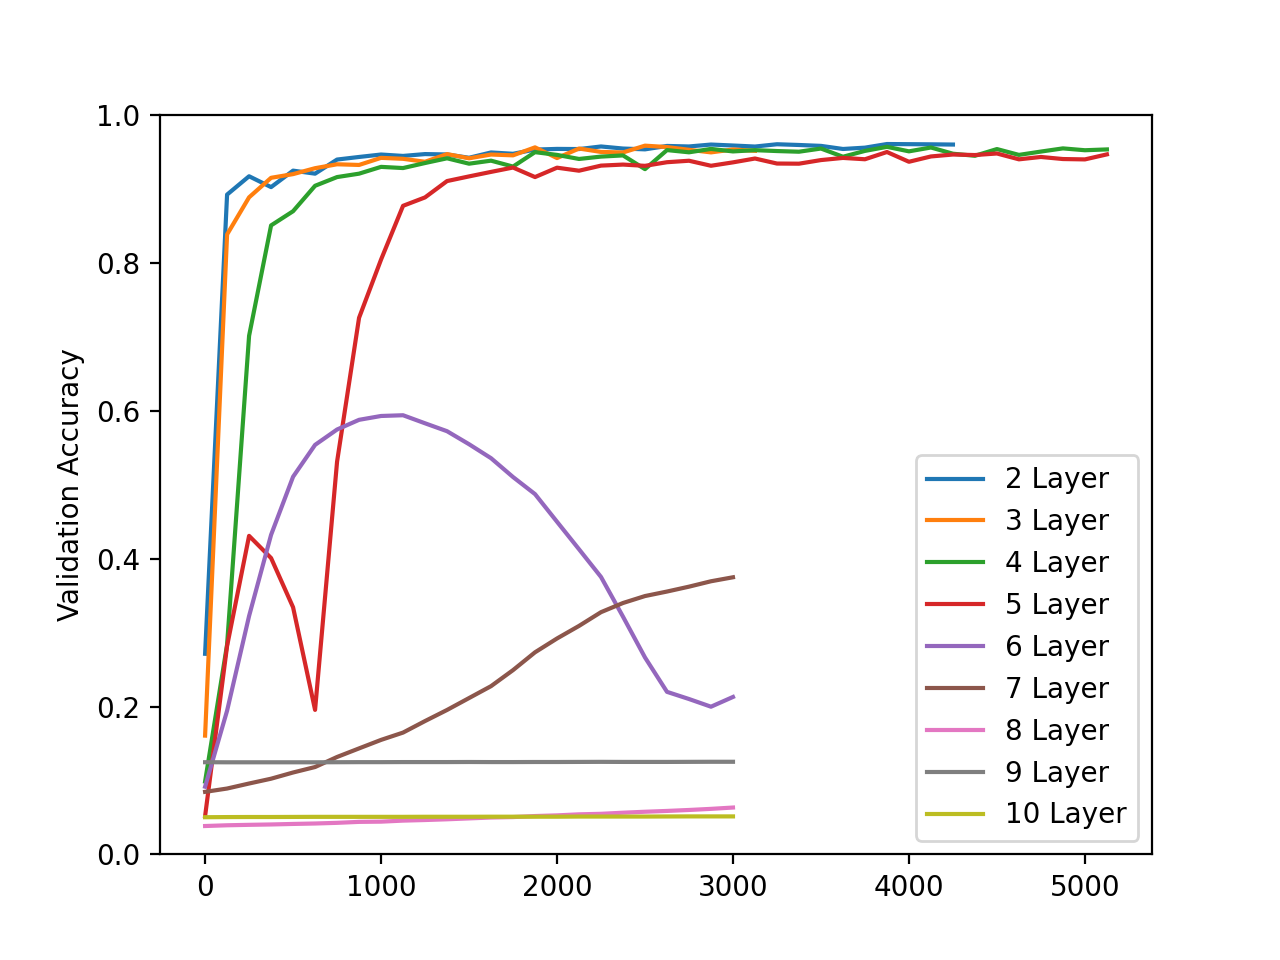 Validation Accuracy
1.0
0.8
0.6
0.4
0.2
0.0
0 1000 2000 3000 4000 5000
2 Layer
3 Layer
4 Layer
5 Layer
6 Layer
7 Layer
8 Layer
9 Layer
10 Layer